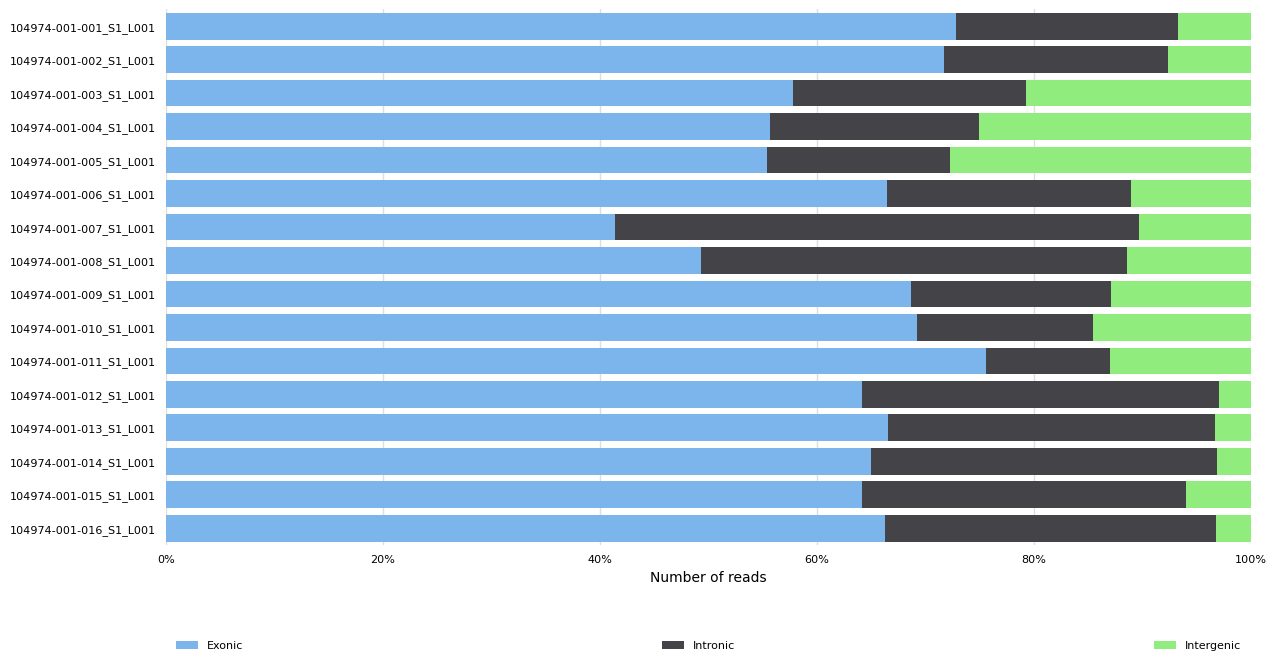 104974-001-001_S1_L001
104974-001-002_S1_L001
104974-001-003_S1_L001
104974-001-004_S1_L001
104974-001-005_S1_L001
104974-001-006_S1_L001
104974-001-007_S1_L001
104974-001-008_S1_L001
104974-001-009_S1_L001
104974-001-010_S1_L001
104974-001-011_S1_L001
104974-001-012_S1_L001
104974-001-013_S1_L001
104974-001-014_S1_L001
104974-001-015_S1_L001
104974-001-016_S1_L001
0% 20% 40% 60% 80% 100%
Number of reads
Exonic Intronic Intergenic